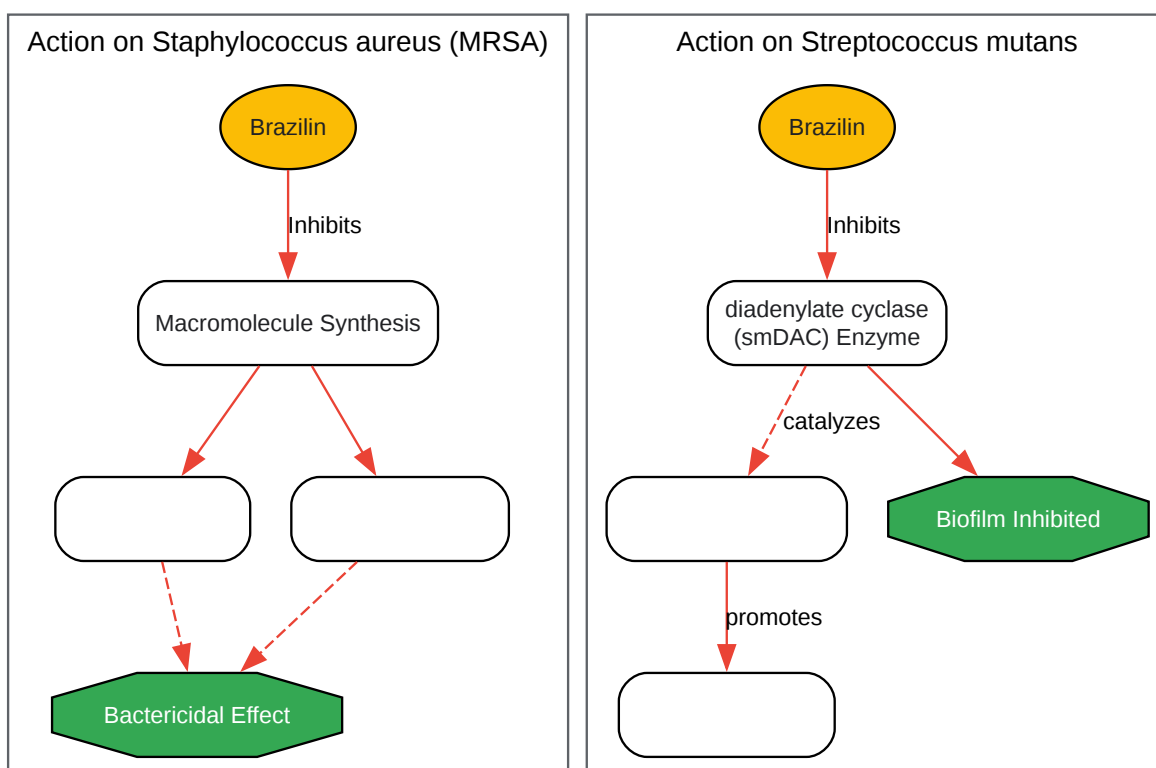 Action on Staphylococcus aureus (MRSA)
Brazilin
Inhibits
Macromolecule Synthesis
Bactericidal Effect
Action on Streptococcus mutans
Brazilin
Inhibits
diadenylate cyclase
(smDAC) Enzyme
catalyzes
Biofilm Inhibited
promotes